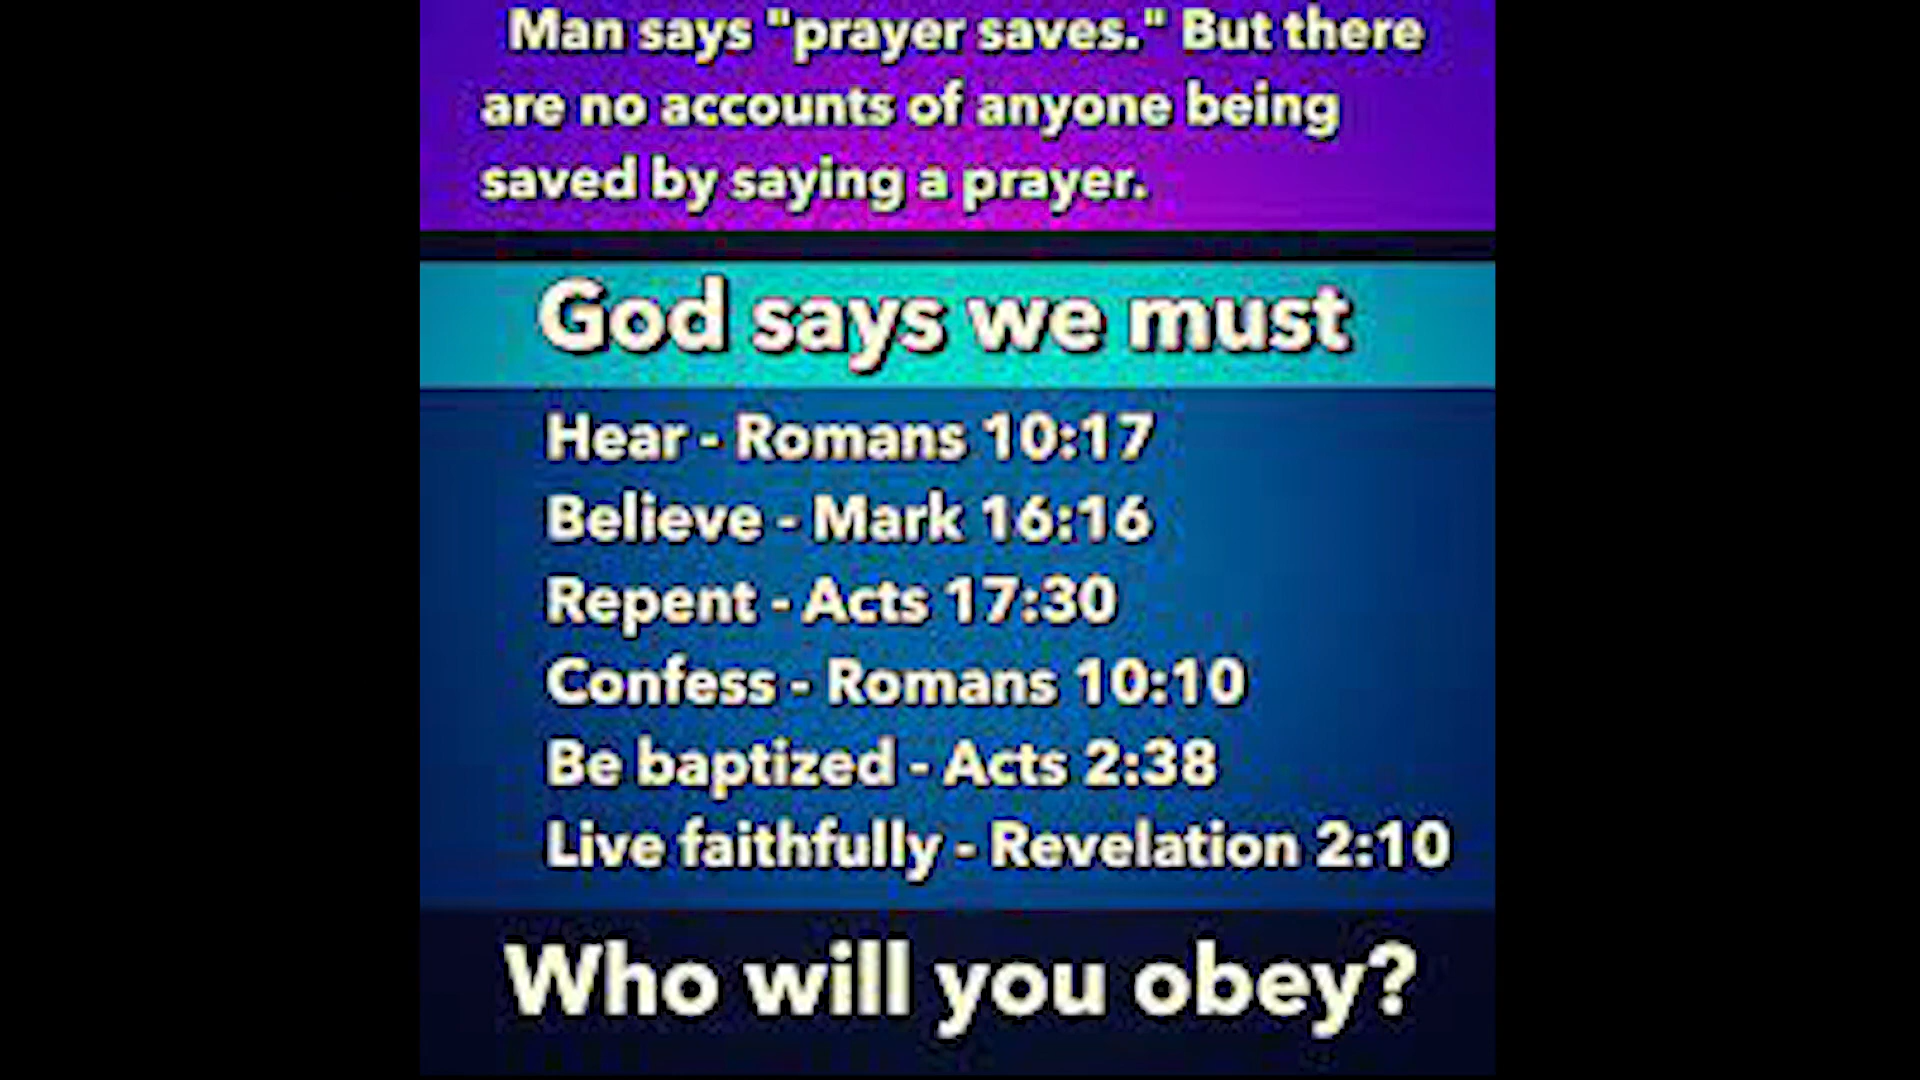 Man says "prayer saves." But there
are no accounts of anyone being
saved by saying a prayer.
God says we must
Hear - Romans 10:17
Believe - Mark 16:16
Repent - Acts 17:30
Confess - Romans 10:10
Be baptized - Acts 2:38
Live faithfully - Revelation 2:10
Who will you obey?